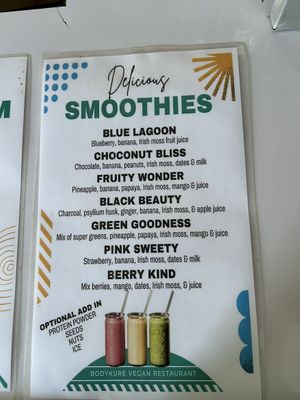 Delicious
SMOOTHIES
BLUE LAGOON
Blueberry, banana, Irish moss fruit juice
CHOCONUT BLISS
Chocolate, banana, peanuts, Irish moss, dates & milk
FRUITY WONDER
Pineapple, banana, papaya, Irish moss, mango & juice
BLACK BEAUTY
Charcoal, psyllium husk, ginger, banana, Irish moss, & apple juice
GREEN GOODNESS
Mix of super greens, pineapple, papaya, Irish moss, mango & juice
PINK SWEETY
Strawberry, banana, Irish moss, dates & milk
BERRY KIND
Mix berries, mango, dates, Irish moss, & juice
OPTIONAL ADD IN
PROTEIN POWDER
SEEDS
NUTS
ICE
BODYKURE VEGAN RESTAURANT
M